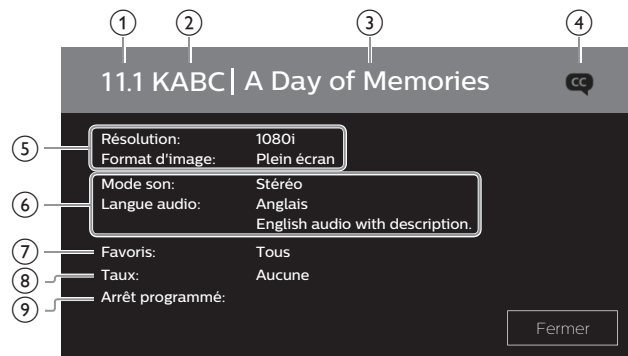 1 2 3 4
11.1 KABC | A Day of Memories CC
5 Résolution: 1080i
Format d'image: Plein écran
6 Mode son: Stéréo
Langue audio: Anglais
English audio with description.
7 Favoris: Tous
8 Taux: Aucune
9 Arrêt programmé:
Fermer